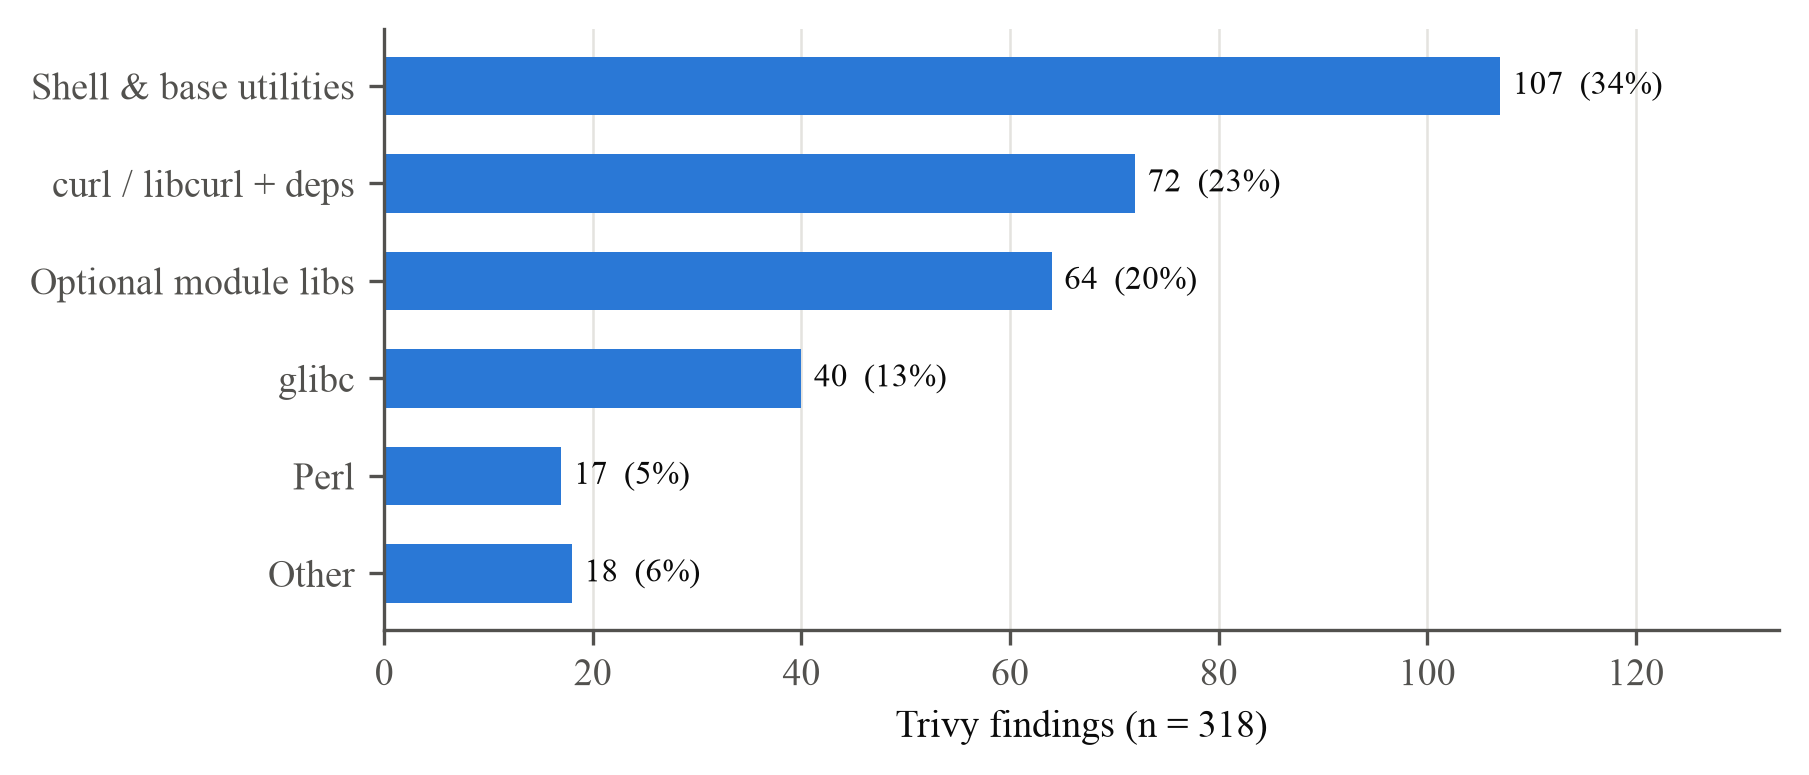 Shell & base utilities 107 (34%)
curl / libcurl + deps 72 (23%)
Optional module libs 64 (20%)
glibc 40 (13%)
Perl 17 (5%)
Other 18 (6%)
0 20 40 60 80 100 120
Trivy findings (n = 318)